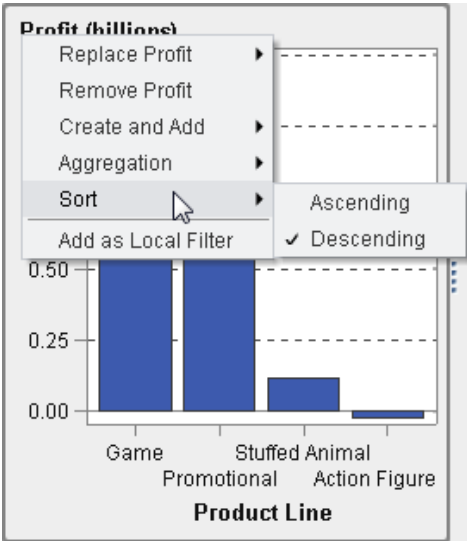 Profit (billions)
Replace Profit
Remove Profit
Create and Add
Aggregation
Sort
Ascending
✓ Descending
Add as Local Filter
0.50
0.25
0.00
Game
Stuffed Animal
Promotional
Action Figure
Product Line